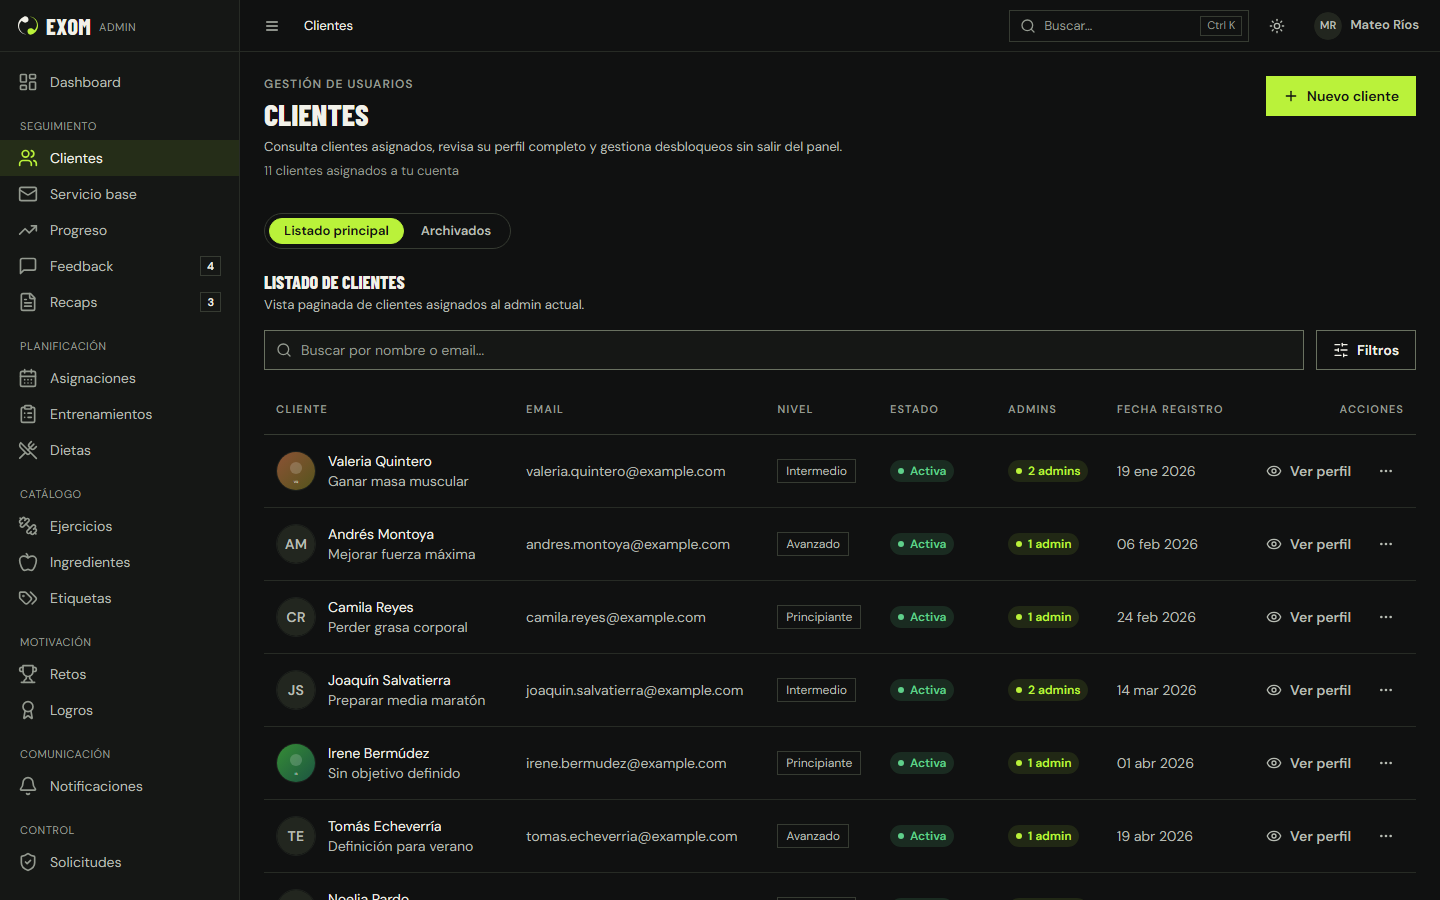 EXOM ADMIN
Clientes
Buscar...
Ctrl K
MR
Mateo Ríos
Dashboard
SEGUIMIENTO
Clientes
Servicio base
Progreso
Feedback 4
Recaps 3
PLANIFICACIÓN
Asignaciones
Entrenamientos
Dietas
CATÁLOGO
Ejercicios
Ingredientes
Etiquetas
MOTIVACIÓN
Retos
Logros
COMUNICACIÓN
Notificaciones
CONTROL
Solicitudes
GESTIÓN DE USUARIOS
CLIENTES
Consulta clientes asignados, revisa su perfil completo y gestiona desbloqueos sin salir del panel.
11 clientes asignados a tu cuenta
Nuevo cliente
Listado principal
Archivados
LISTADO DE CLIENTES
Vista paginada de clientes asignados al admin actual.
Buscar por nombre o email...
Filtros
CLIENTE EMAIL NIVEL ESTADO ADMINS FECHA REGISTRO ACCIONES
Valeria Quintero
Ganar masa muscular
valeria.quintero@example.com Intermedio Activa 2 admins 19 ene 2026 Ver perfil
AM
Andrés Montoya
Mejorar fuerza máxima
andres.montoya@example.com Avanzado Activa 1 admin 06 feb 2026 Ver perfil
CR
Camila Reyes
Perder grasa corporal
camila.reyes@example.com Principiante Activa 1 admin 24 feb 2026 Ver perfil
JS
Joaquín Salvatierra
Preparar media maratón
joaquin.salvatierra@example.com Intermedio Activa 2 admins 14 mar 2026 Ver perfil
Irene Bermúdez
Sin objetivo definido
irene.bermudez@example.com Principiante Activa 1 admin 01 abr 2026 Ver perfil
TE
Tomás Echeverría
Definición para verano
tomas.echeverria@example.com Avanzado Activa 1 admin 19 abr 2026 Ver perfil
Noelia Pardo